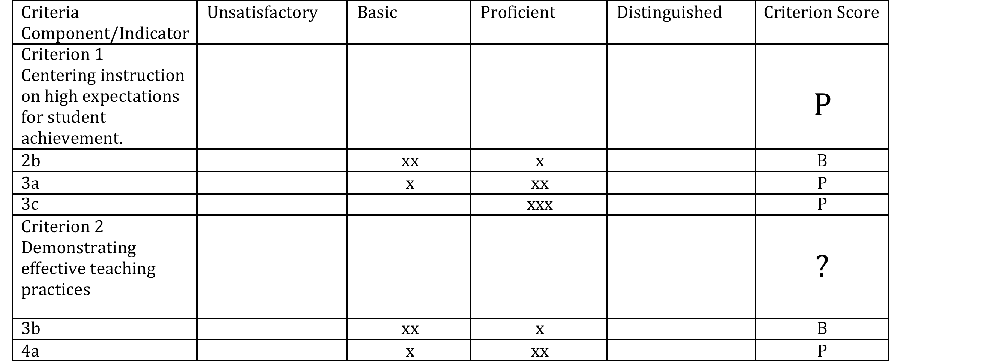 Criteria Component/Indicator Unsatisfactory Basic Proficient Distinguished Criterion Score
Criterion 1
Centering instruction
on high expectations
for student
achievement.
P
2b xx x B
3a x xx P
3c xxx P
Criterion 2
Demonstrating
effective teaching
practices
?
3b xx x B
4a x xx P